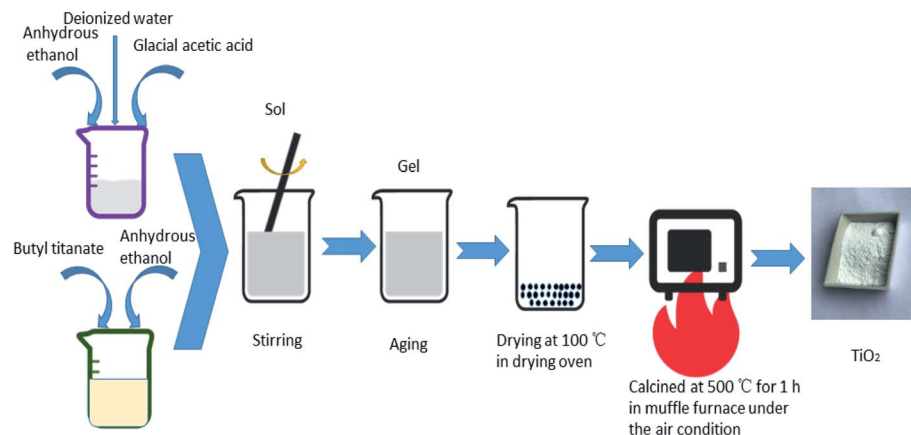 Deionized water
Anhydrous
ethanol
Glacial acetic acid
Butyl titanate
Anhydrous
ethanol
Sol
Stirring
Gel
Aging
Drying at 100 ℃
in drying oven
Calcined at 500 ℃ for 1 h
in muffle furnace under
the air condition
TiO₂